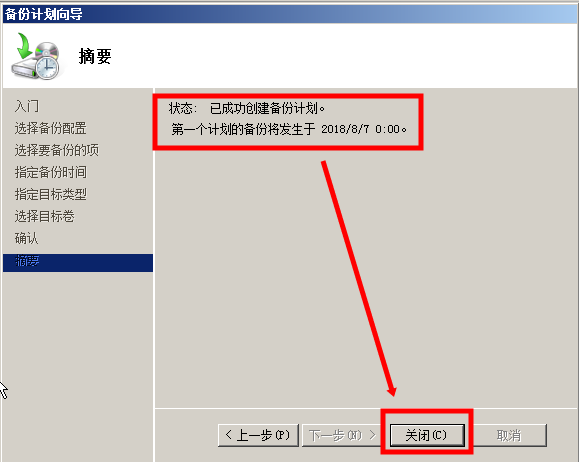 备份计划向导
摘要
入门
选择备份配置
选择要备份的项
指定备份时间
指定目标类型
选择目标卷
确认
摘要
状态: 已成功创建备份计划。
第一个计划的备份将发生于 2018/8/7 0:00。
< 上一步(P) 下一步(N) > 关闭(C) 取消